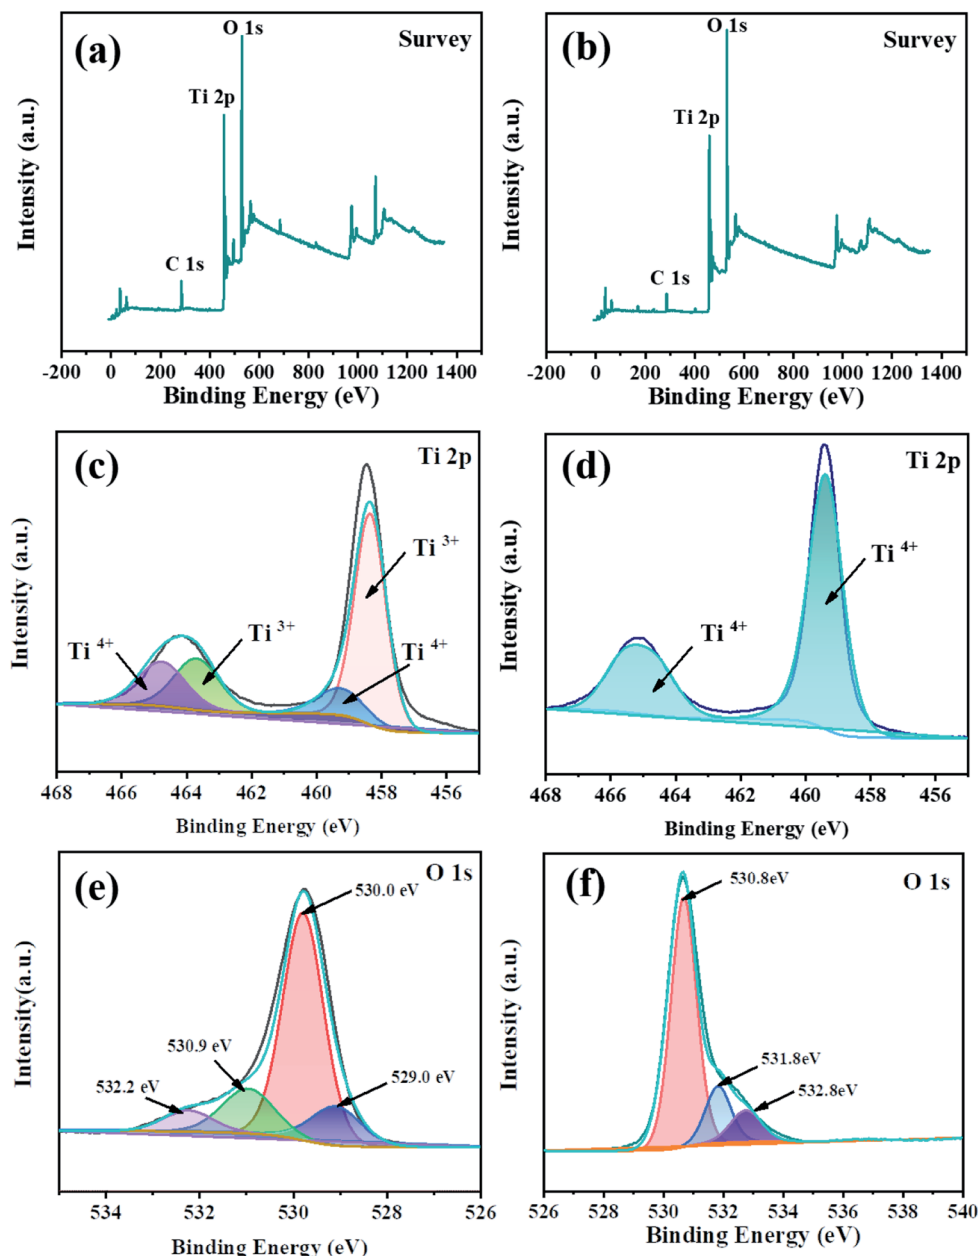 (a)
Survey
O 1s
Ti 2p
C 1s
Intensity (a.u.)
-200 0 200 400 600 800 1000 1200 1400
Binding Energy (eV)
(b)
Survey
O 1s
Ti 2p
C 1s
Intensity (a.u.)
-200 0 200 400 600 800 1000 1200 1400
Binding Energy (eV)
(c)
Ti 2p
Ti 3+
Ti 4+
Ti 3+
Ti 4+
Intensity (a.u.)
468 466 464 462 460 458 456
Binding Energy (eV)
(d)
Ti 2p
Ti 4+
Ti 4+
Intensity (a.u.)
468 466 464 462 460 458 456
Binding Energy (eV)
(e)
O 1s
530.0 eV
530.9 eV
532.2 eV
529.0 eV
Intensity(a.u.)
534 532 530 528 526
Binding Energy (eV)
(f)
O 1s
530.8eV
531.8eV
532.8eV
Intensity (a.u.)
526 528 530 532 534 536 538 540
Binding Energy (eV)